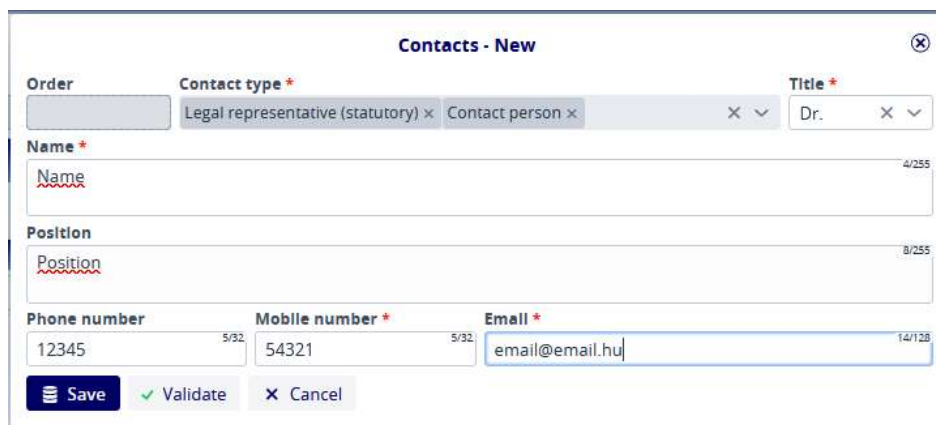 Contacts - New
Order Contact type * Title *
Legal representative (statutory) × Contact person × Dr.
Name *
Name 4/255
Position
Position 8/255
Phone number Mobile number * Email *
12345 5/32 54321 5/32 email@email.hu 14/128
Save Validate Cancel